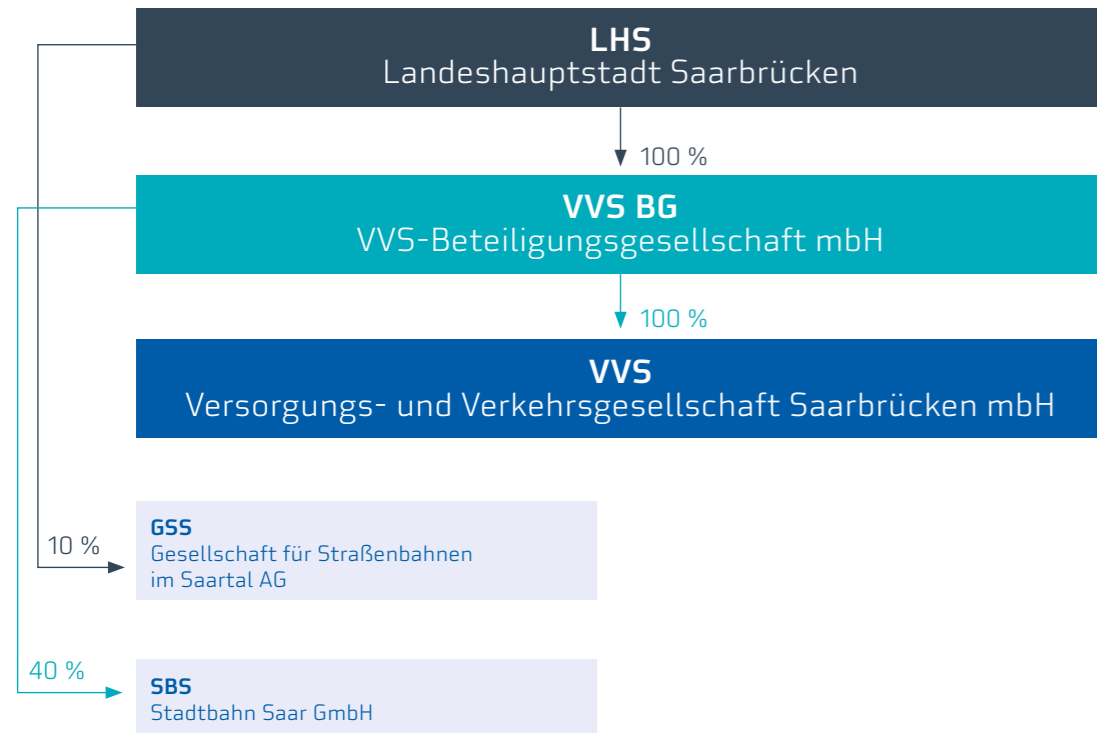 LHS
Landeshauptstadt Saarbrücken
100 %
VVS BG
VVS-Beteiligungsgesellschaft mbH
100 %
VVS
Versorgungs- und Verkehrsgesellschaft Saarbrücken mbH
10 %
GSS
Gesellschaft für Straßenbahnen
im Saartal AG
40 %
SBS
Stadtbahn Saar GmbH